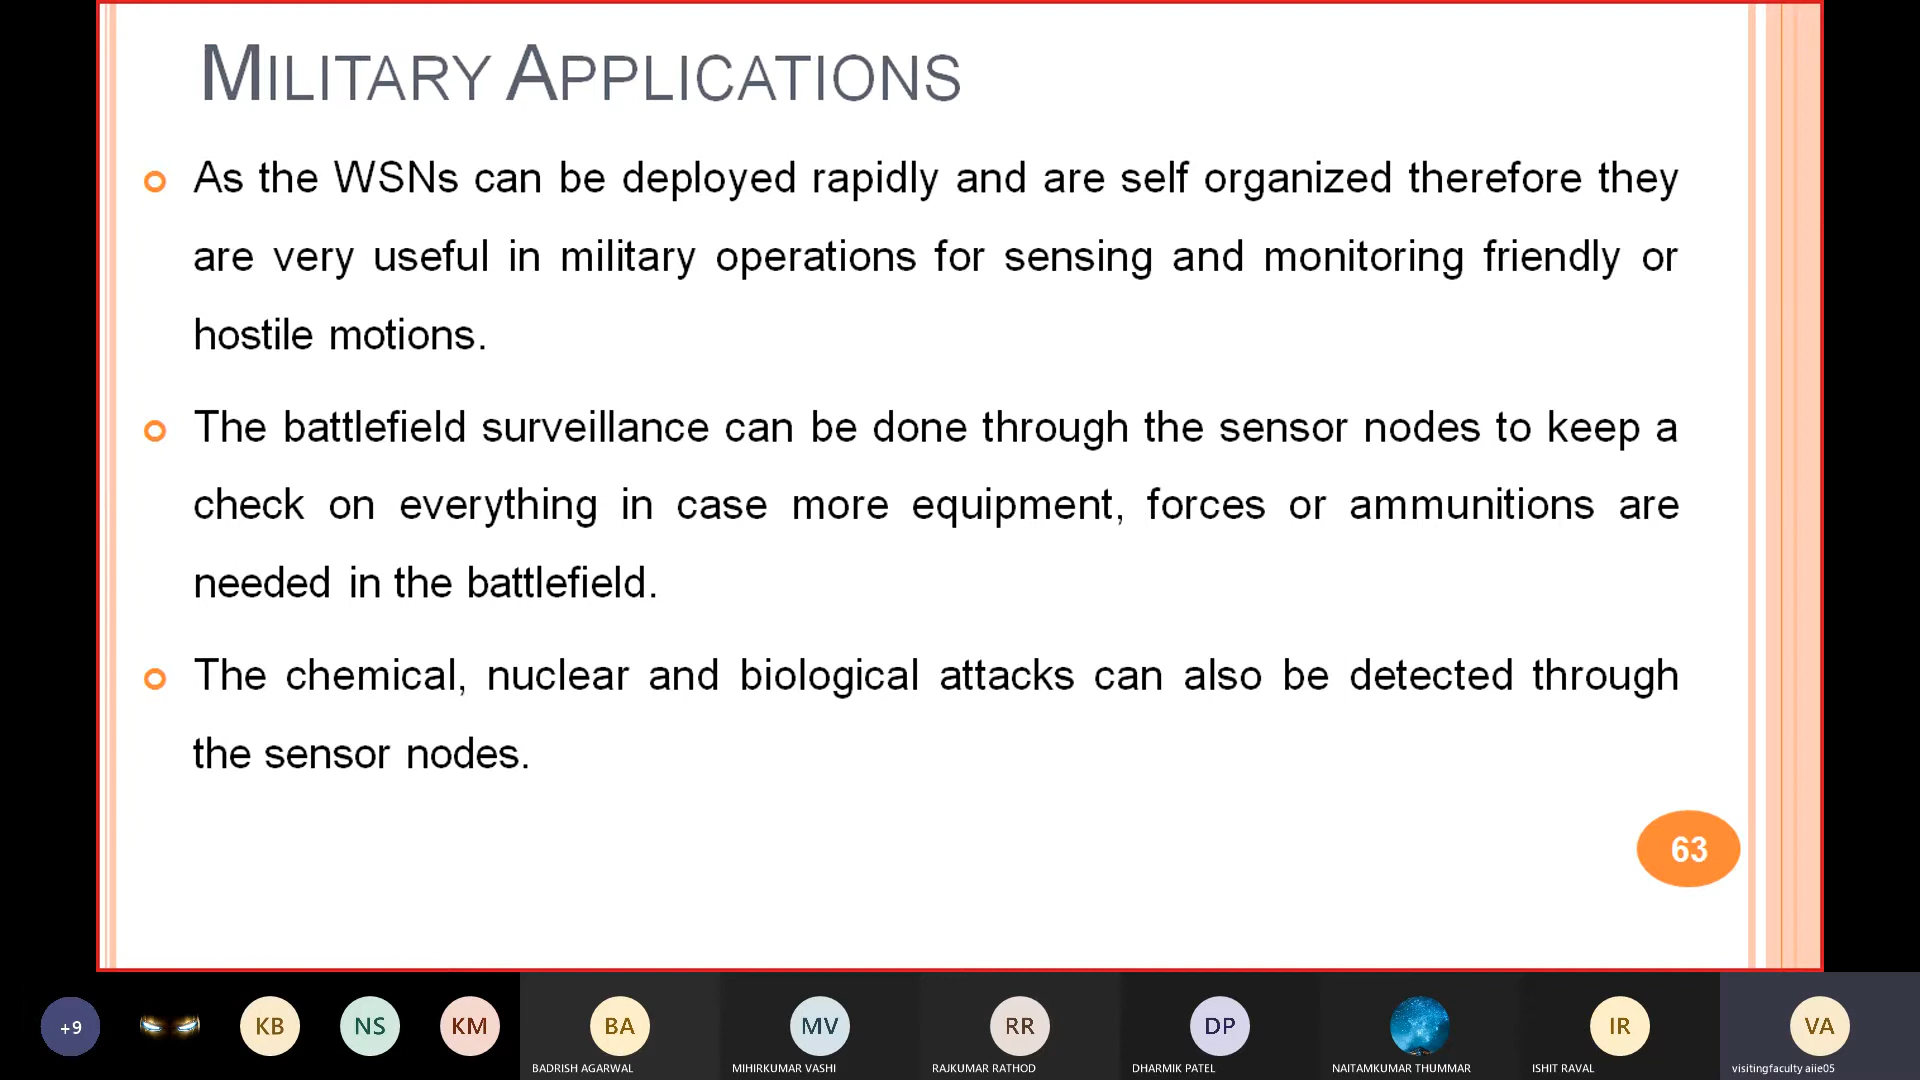 MILITARY APPLICATIONS
As the WSNs can be deployed rapidly and are self organized therefore they
are very useful in military operations for sensing and monitoring friendly or
hostile motions.
The battlefield surveillance can be done through the sensor nodes to keep a
check on everything in case more equipment, forces or ammunitions are
needed in the battlefield.
The chemical, nuclear and biological attacks can also be detected through
the sensor nodes.
63
+9
KB
NS
KM
BA
MV
RR
DP
IR
VA
BADRISH AGARWAL
MIHIRKUMAR VASHI
RAJKUMAR RATHOD
DHARMIK PATEL
NAITAMKUMAR THUMMAR
ISHIT RAVAL
visitingfaculty aiie05